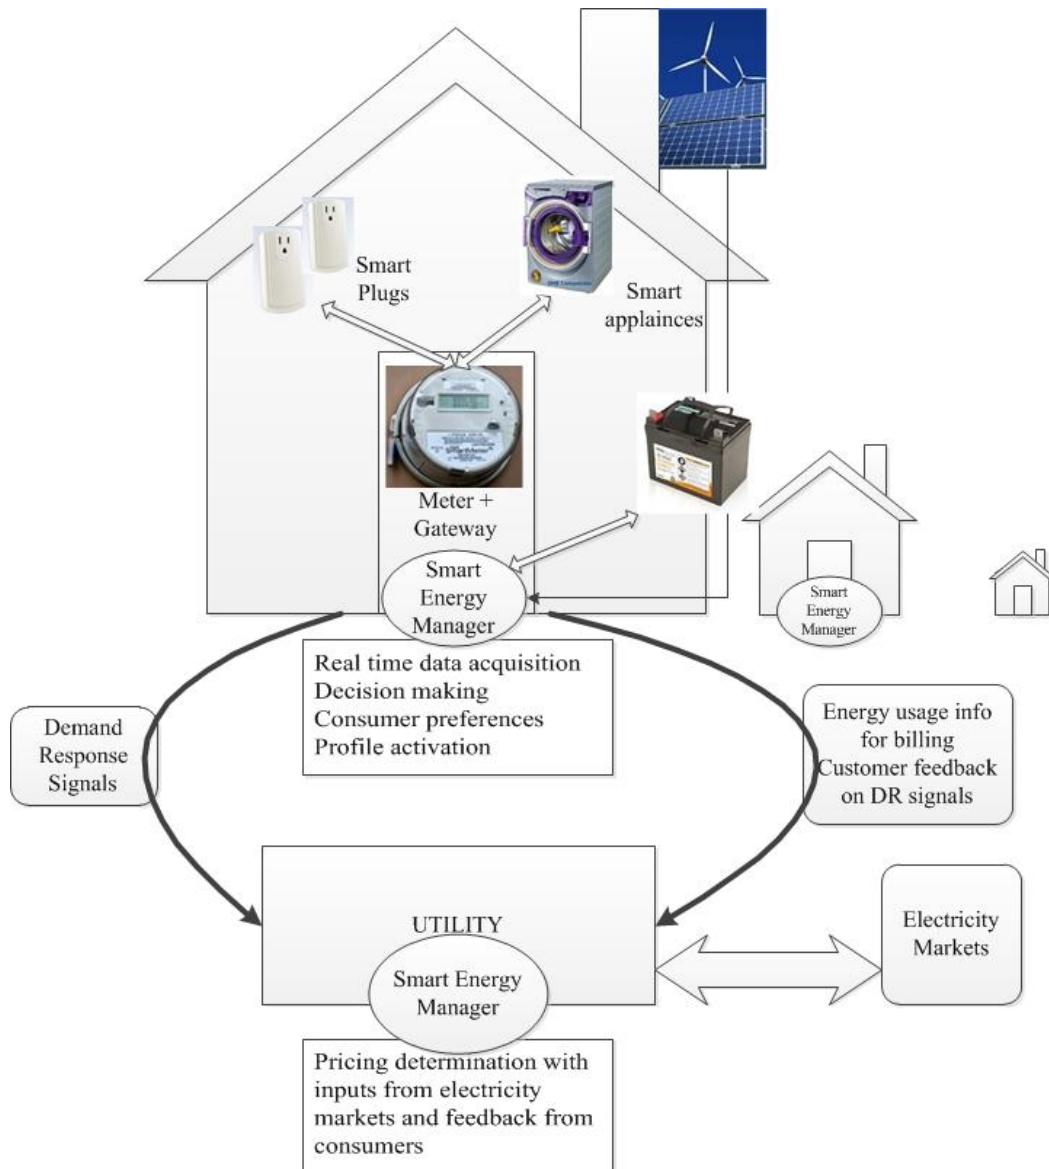 Smart
Plugs
Smart
applainces
Meter +
Gateway
Smart
Energy
Manager
Smart
Energy
Manager
Real time data acquisition
Decision making
Consumer preferences
Profile activation
Demand
Response
Signals
Energy usage info
for billing
Customer feedback
on DR signals
UTILITY
Smart Energy
Manager
Electricity
Markets
Pricing determination with
inputs from electricity
markets and feedback from
consumers